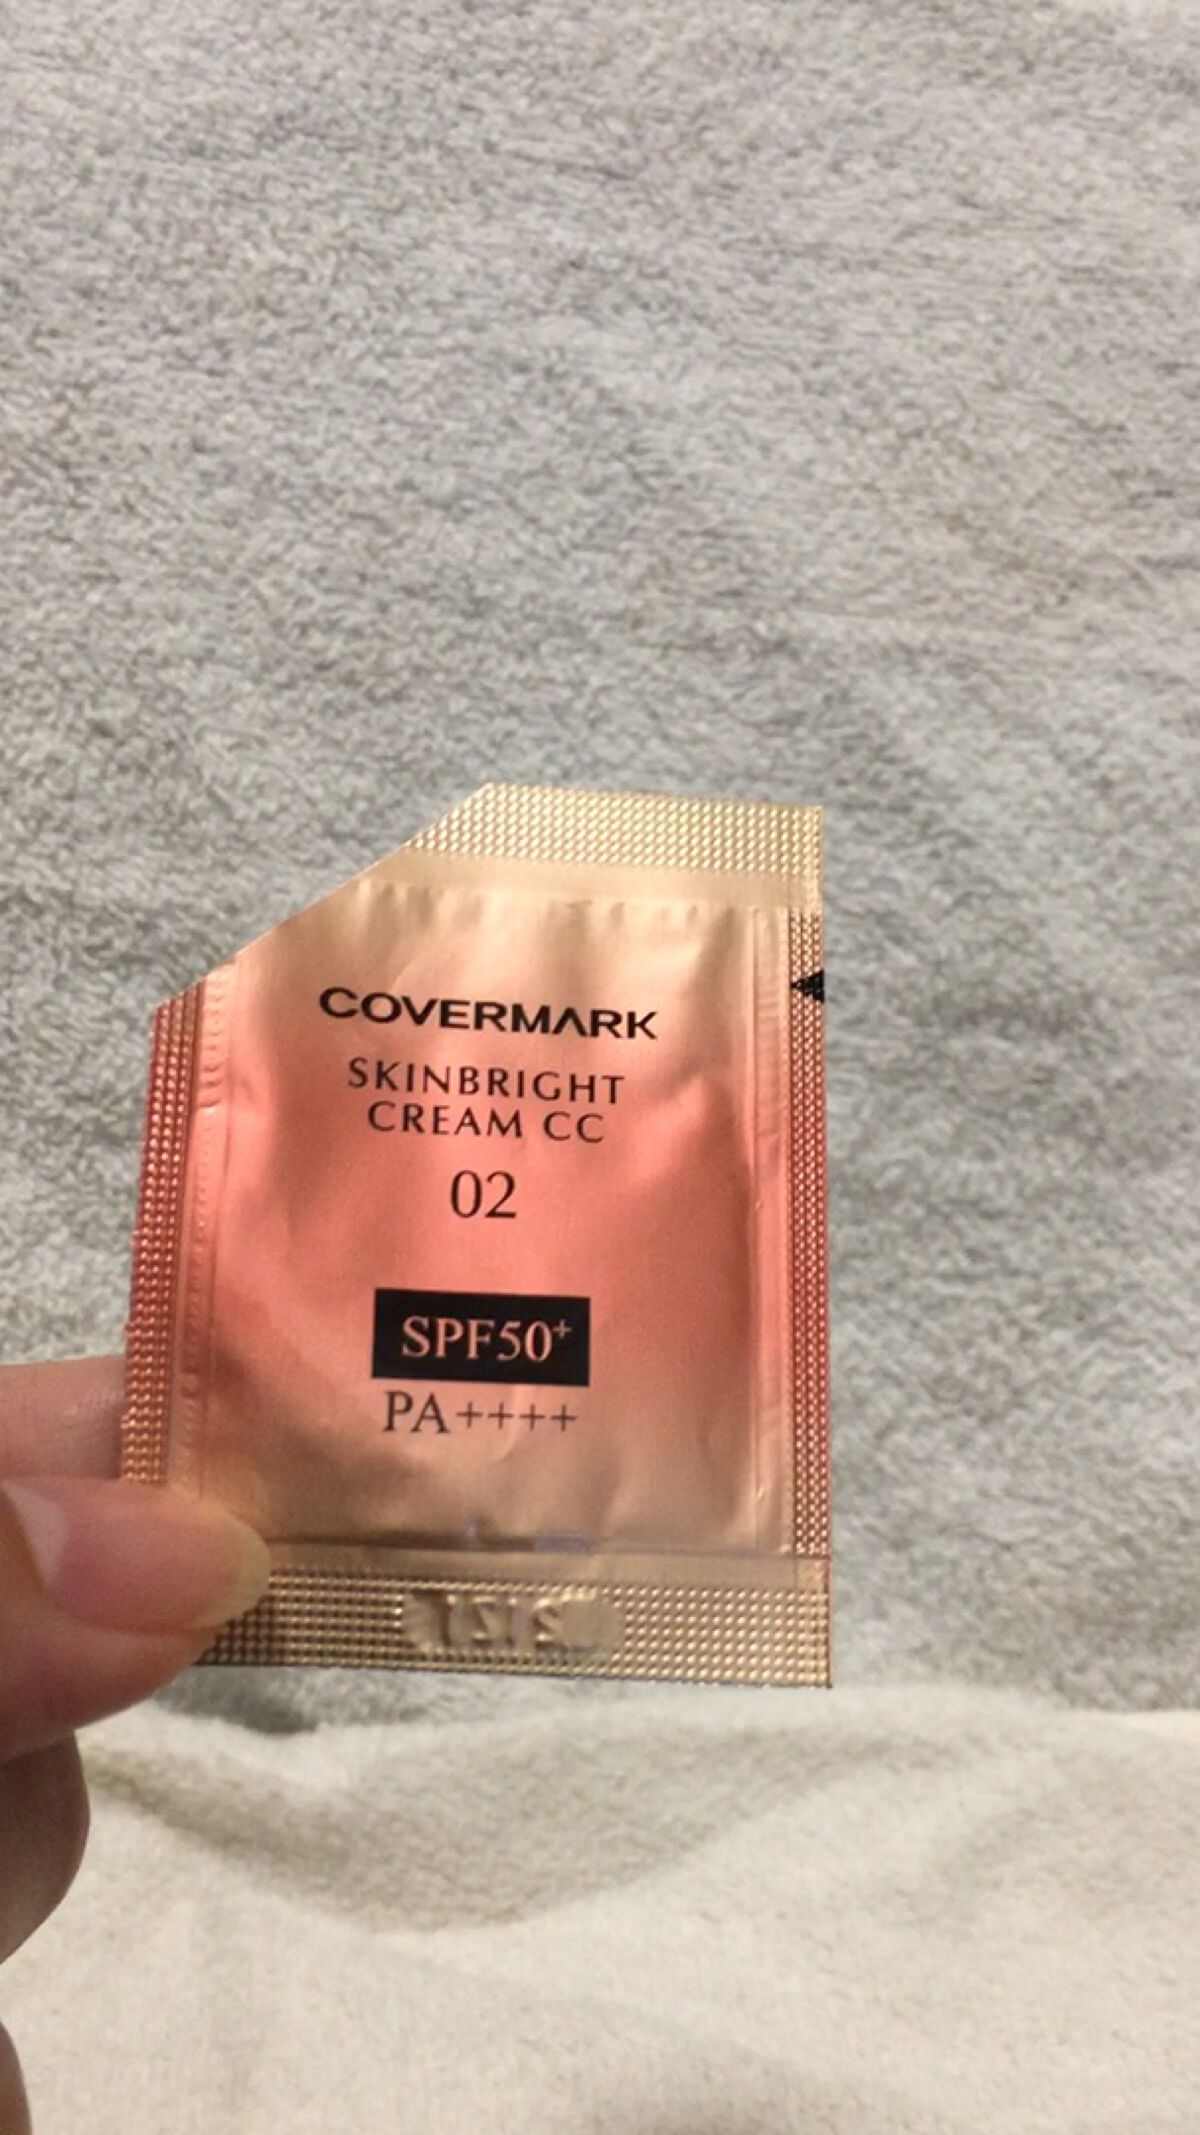 COVERMARK
SKINBRIGHT
CREAM CC
02
SPF50+
PA++++